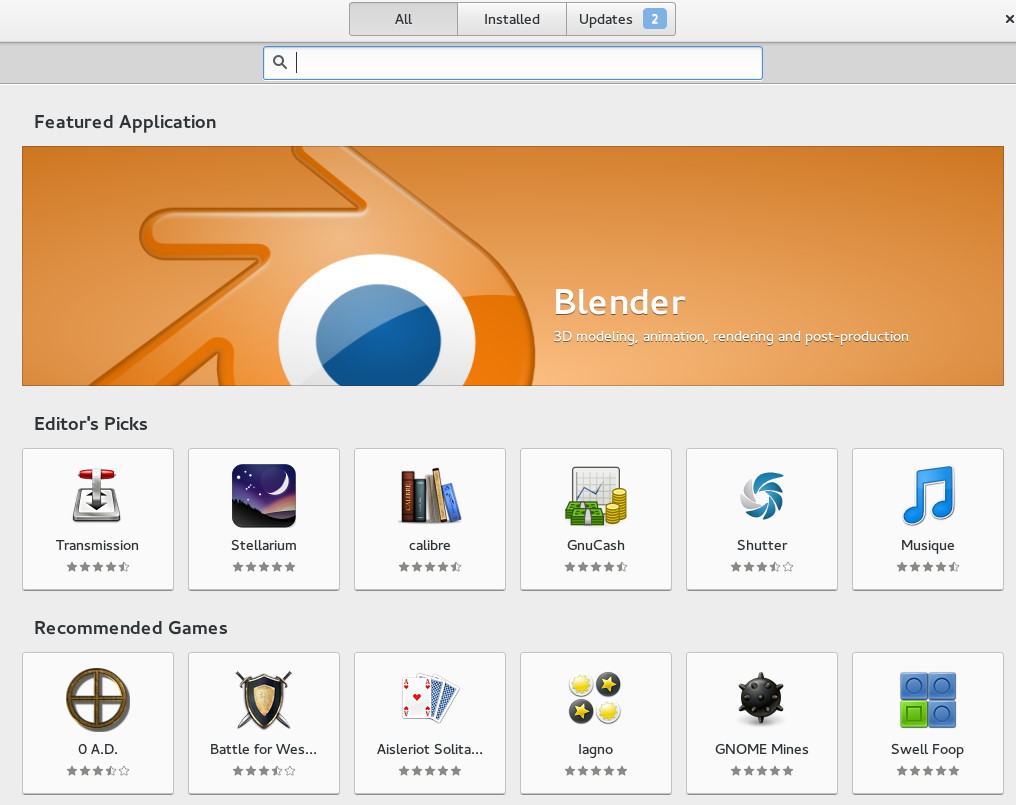 All Installed Updates 2
Featured Application
Blender
3D modeling, animation, rendering and post-production
Editor's Picks
Transmission Stellarium calibre GnuCash Shutter Musique
Recommended Games
0 A.D. Battle for Wes... Aisleriot Solita... Iagno GNOME Mines Swell Foop